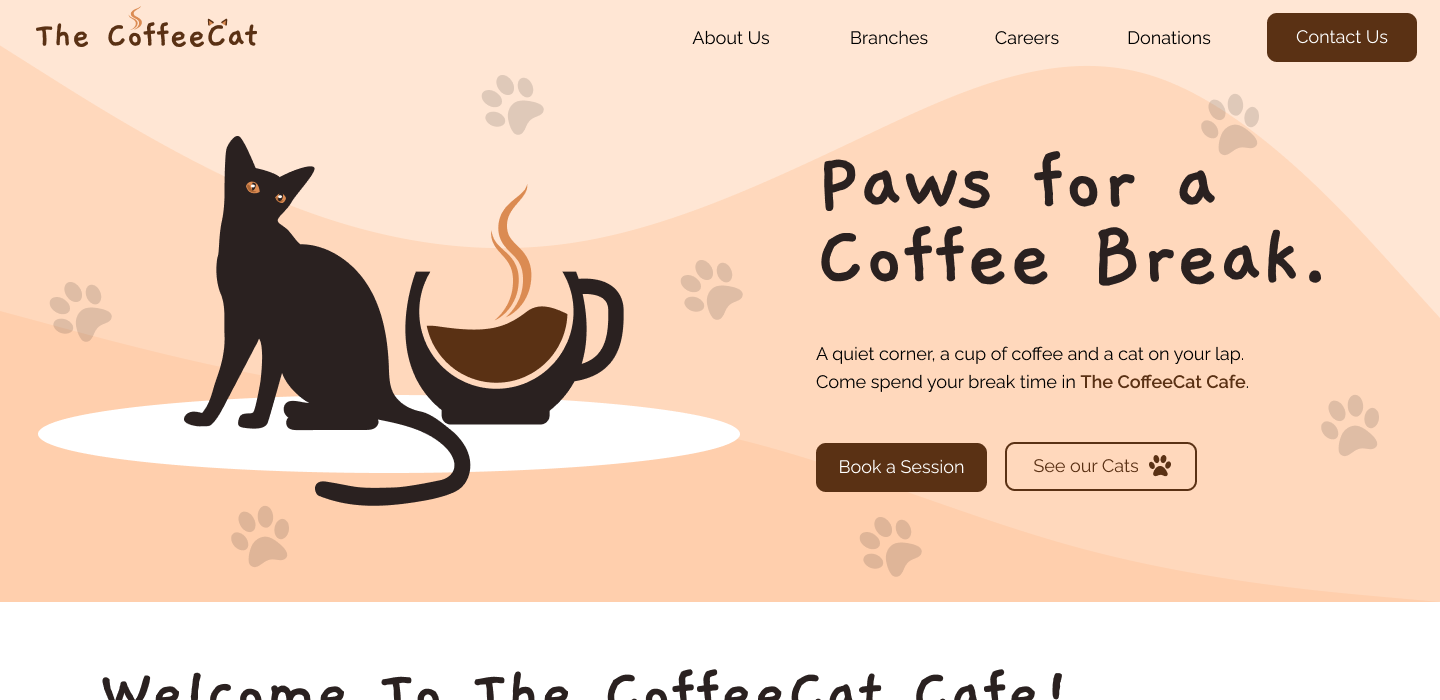 The CoffeeCat
About Us
Branches
Careers
Donations
Contact Us
Paws for a
Coffee Break.
A quiet corner, a cup of coffee and a cat on your lap.
Come spend your break time in The CoffeeCat Cafe.
Book a Session
See our Cats
Welcome To The CoffeeCat Cafe!